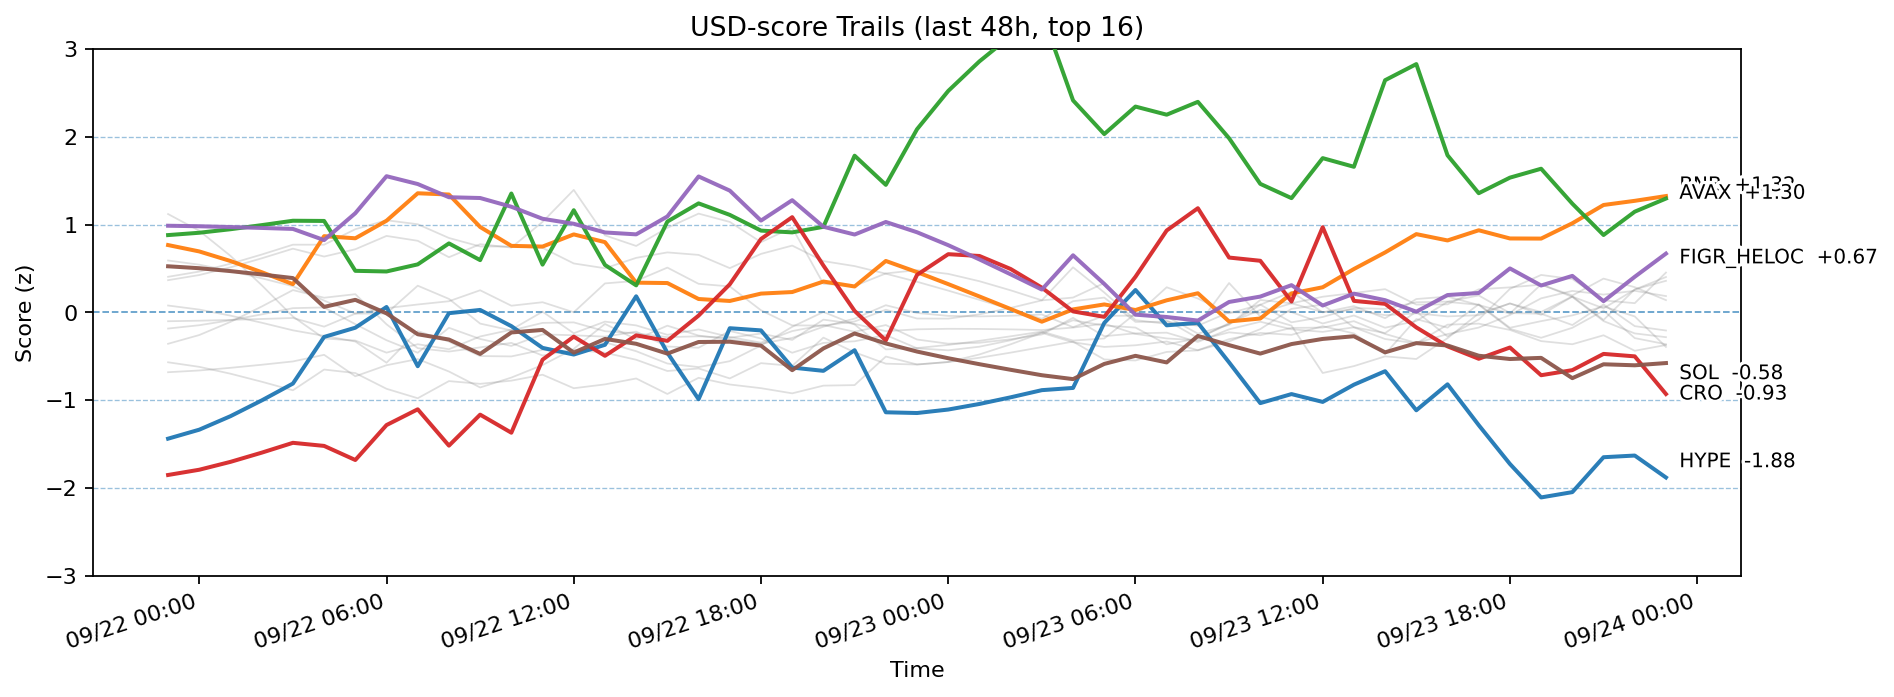 USD-score Trails (last 48h, top 16)
Score (z)
3
2
1
0
−1
−2
−3
AVAX +1.30
FIGR_HELOC +0.67
SOL -0.58
CRO -0.93
HYPE -1.88
09/22 00:00
09/22 06:00
09/22 12:00
09/22 18:00
09/23 00:00
09/23 06:00
09/23 12:00
09/23 18:00
09/24 00:00
Time